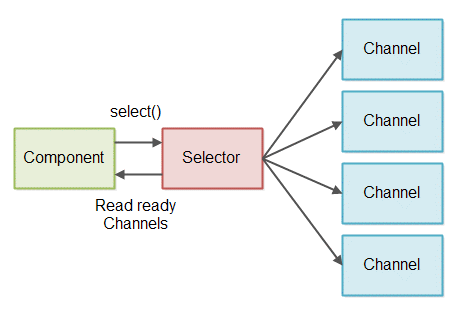 Channel
Channel
select()
Component
Selector
Read ready
Channels
Channel
Channel